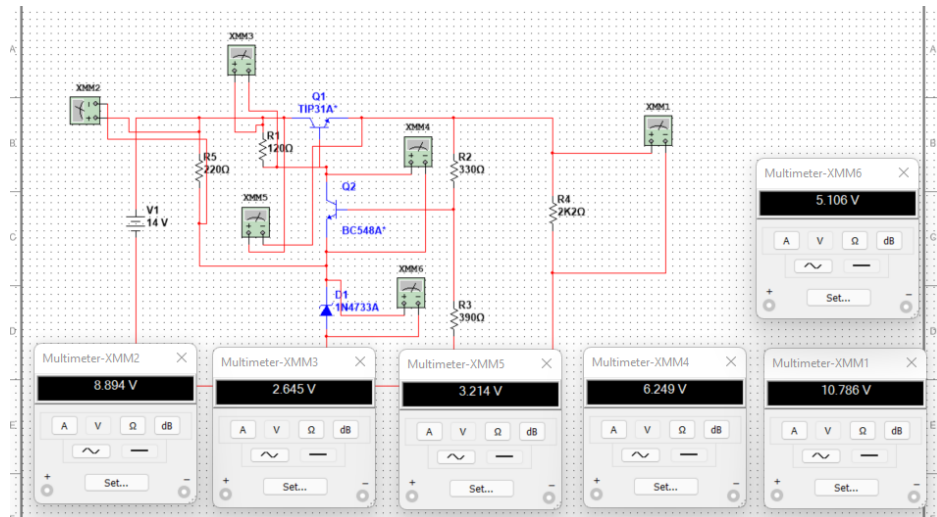 A
A
XMM3
XMM2
Q1
TIP31A*
XMM1
XMM4
B
R1
120Ω
B
R5
220Ω
R2
330Ω
Q2
Multimeter-XMM6
5.106 V
XMM5
R4
2K2Ω
V1
14 V
BC548A*
C
C
A V Ω dB
XMM6
+ Set... -
D1
1N4733A
R3
390Ω
D
D
Multimeter-XMM2
8.894 V
A V Ω dB
+ Set... -
Multimeter-XMM3
2.645 V
A V Ω dB
+ Set... -
Multimeter-XMM5
3.214 V
A V Ω dB
+ Set... -
Multimeter-XMM4
6.249 V
A V Ω dB
+ Set... -
Multimeter-XMM1
10.786 V
A V Ω dB
+ Set... -
E
E